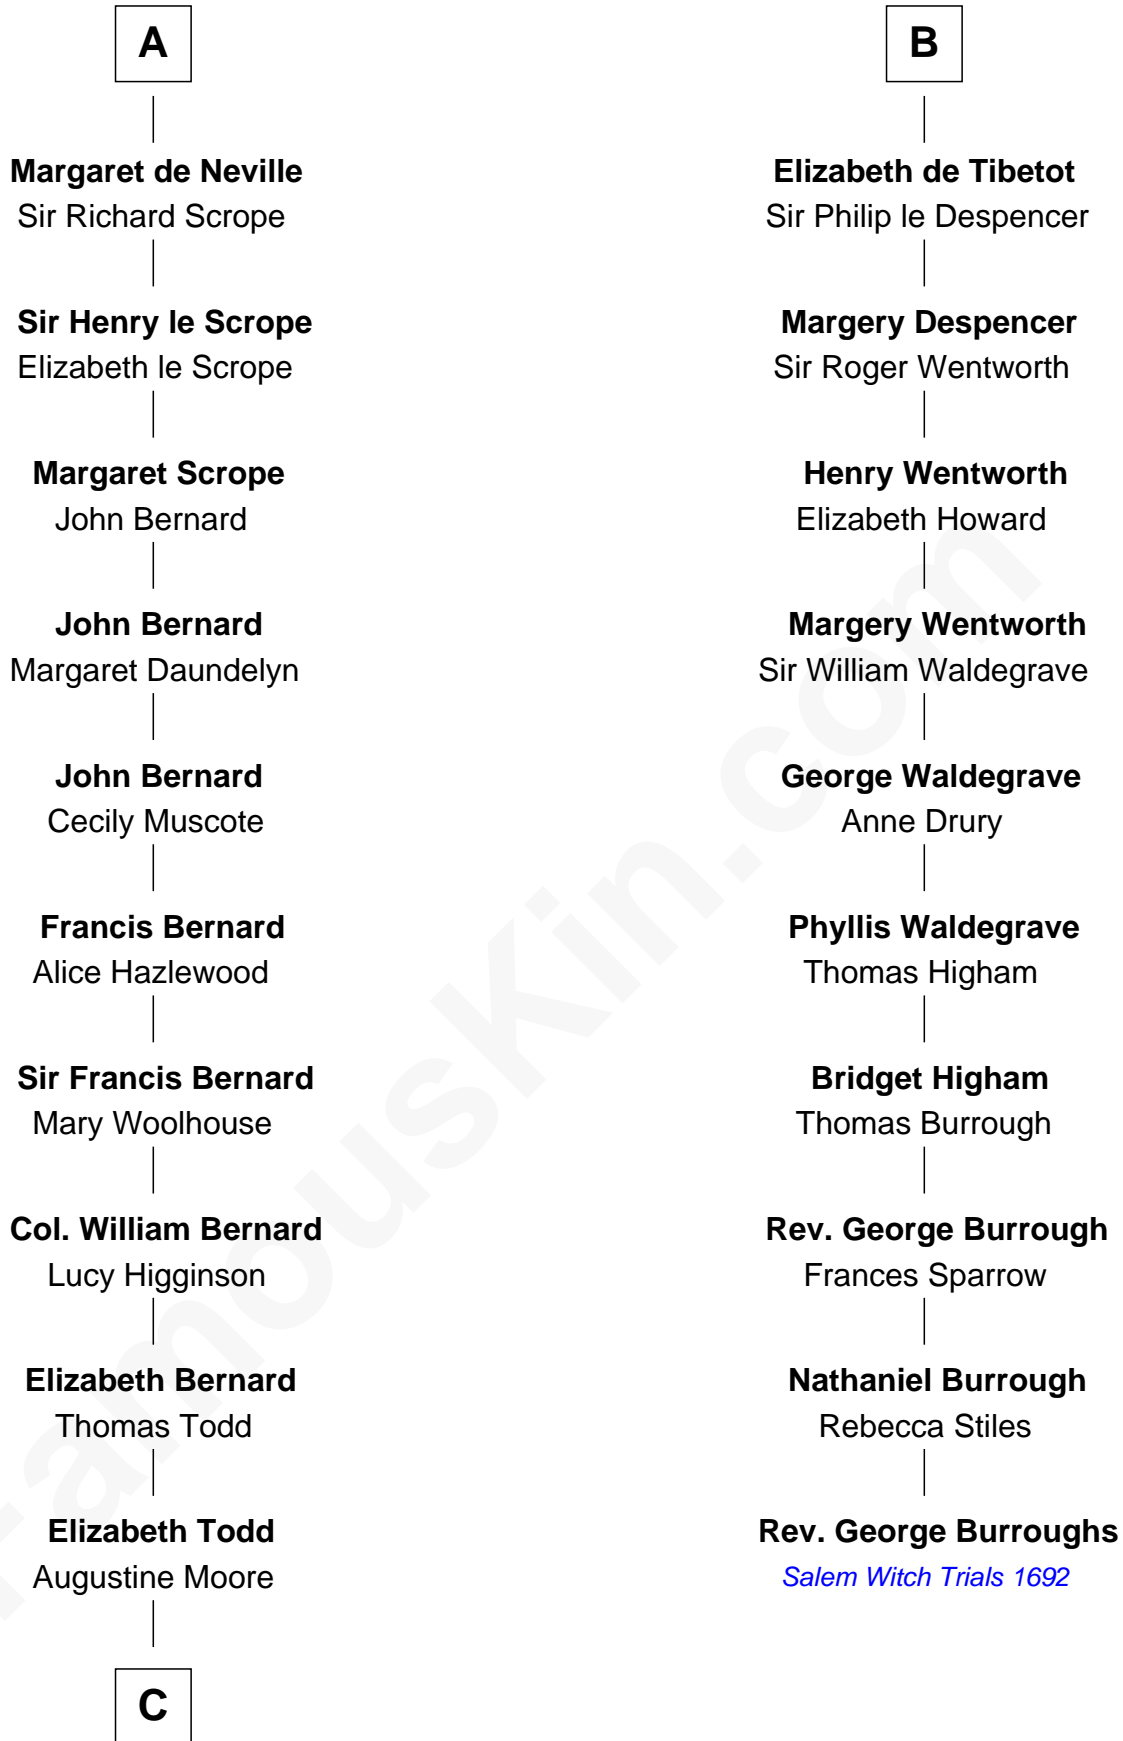 A
Margaret de Neville
Sir Richard Scrope
Sir Henry le Scrope
Elizabeth le Scrope
Margaret Scrope
John Bernard
John Bernard
Margaret Daundelyn
John Bernard
Cecily Muscote
Francis Bernard
Alice Hazlewood
Sir Francis Bernard
Mary Woolhouse
Col. William Bernard
Lucy Higginson
Elizabeth Bernard
Thomas Todd
Elizabeth Todd
Augustine Moore
C
B
Elizabeth de Tibetot
Sir Philip le Despencer
Margery Despencer
Sir Roger Wentworth
Henry Wentworth
Elizabeth Howard
Margery Wentworth
Sir William Waldegrave
George Waldegrave
Anne Drury
Phyllis Waldegrave
Thomas Higham
Bridget Higham
Thomas Burrough
Rev. George Burrough
Frances Sparrow
Nathaniel Burrough
Rebecca Stiles
Rev. George Burroughs
Salem Witch Trials 1692
FamousKin.com